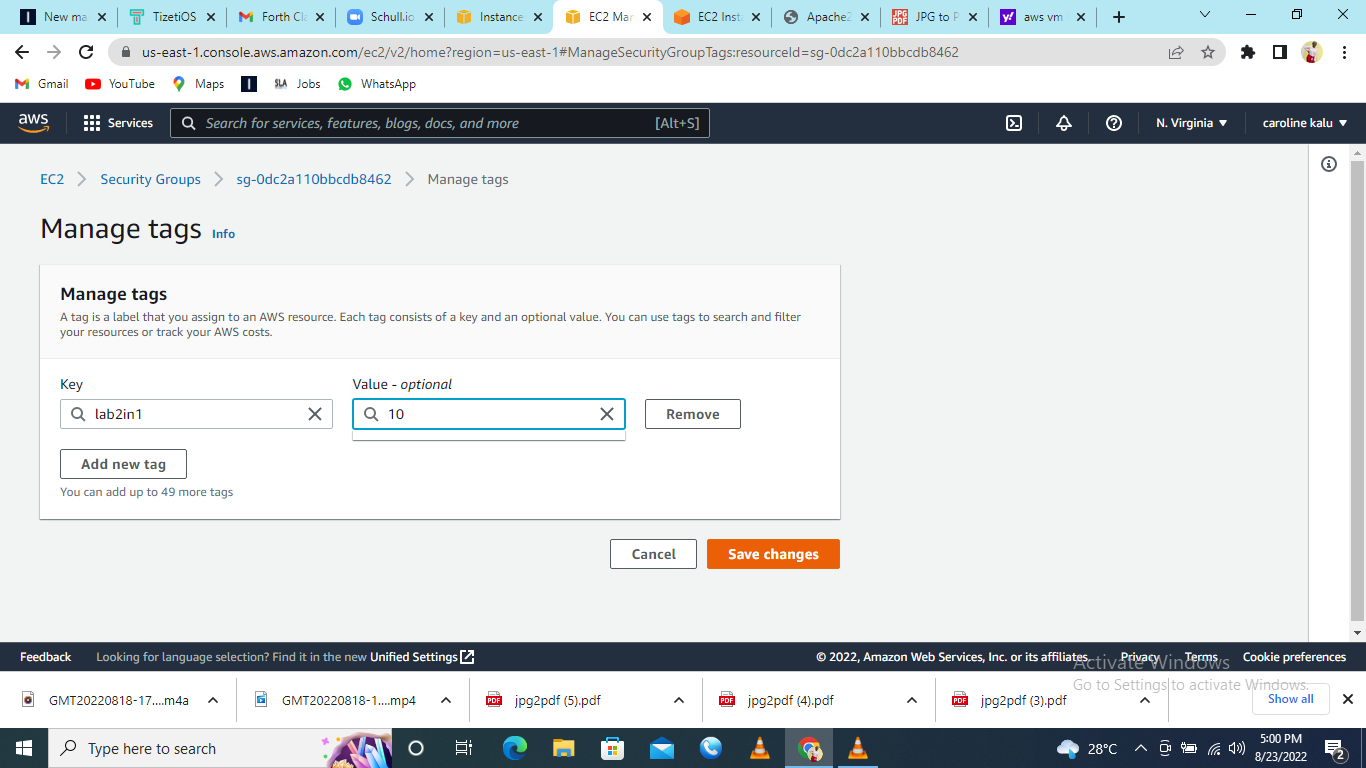 New ma
TizetiOS
Forth Cl
Schull.io
Instance
EC2 Mar
EC2 Inst
Apache2
JPG to P
aws vm
us-east-1.console.aws.amazon.com/ec2/v2/home?region=us-east-1#ManageSecurityGroupTags:resourceId=sg-0dc2a110bbcdb8462
Gmail YouTube Maps Jobs WhatsApp
aws Services Search for services, features, blogs, docs, and more [Alt+S] N. Virginia caroline kalu
EC2 Security Groups sg-0dc2a110bbcdb8462 Manage tags
Manage tags Info
Manage tags
A tag is a label that you assign to an AWS resource. Each tag consists of a key and an optional value. You can use tags to search and filter
your resources or track your AWS costs.
Key Value - optional
lab2in1 10 Remove
Add new tag
You can add up to 49 more tags
Cancel Save changes
Feedback Looking for language selection? Find it in the new Unified Settings © 2022, Amazon Web Services, Inc. or its affiliates. Privacy Terms Cookie preferences
Activate Windows
Go to Settings to activate Windows.
GMT20220818-17....m4a GMT20220818-1....mp4 jpg2pdf (5).pdf jpg2pdf (4).pdf jpg2pdf (3).pdf Show all
Type here to search 28°C 5:00 PM
8/23/2022
2